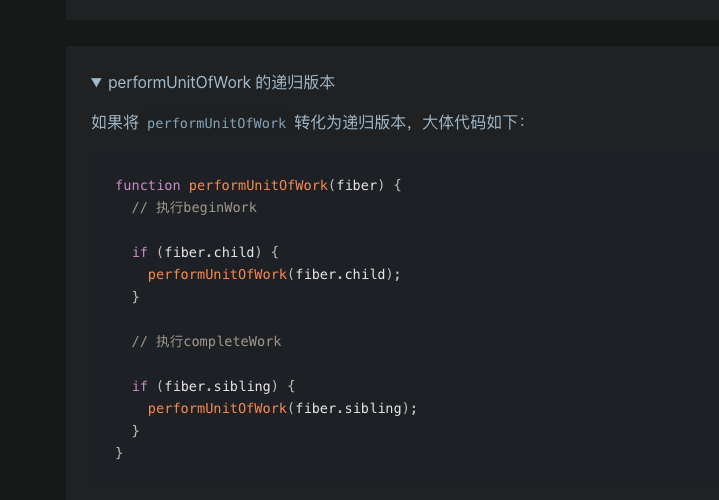 ▼ performUnitOfWork 的递归版本
如果将 performUnitOfWork 转化为递归版本，大体代码如下：
function performUnitOfWork(fiber) {
  // 执行beginWork
  if (fiber.child) {
    performUnitOfWork(fiber.child);
  }
  // 执行completeWork
  if (fiber.sibling) {
    performUnitOfWork(fiber.sibling);
  }
}